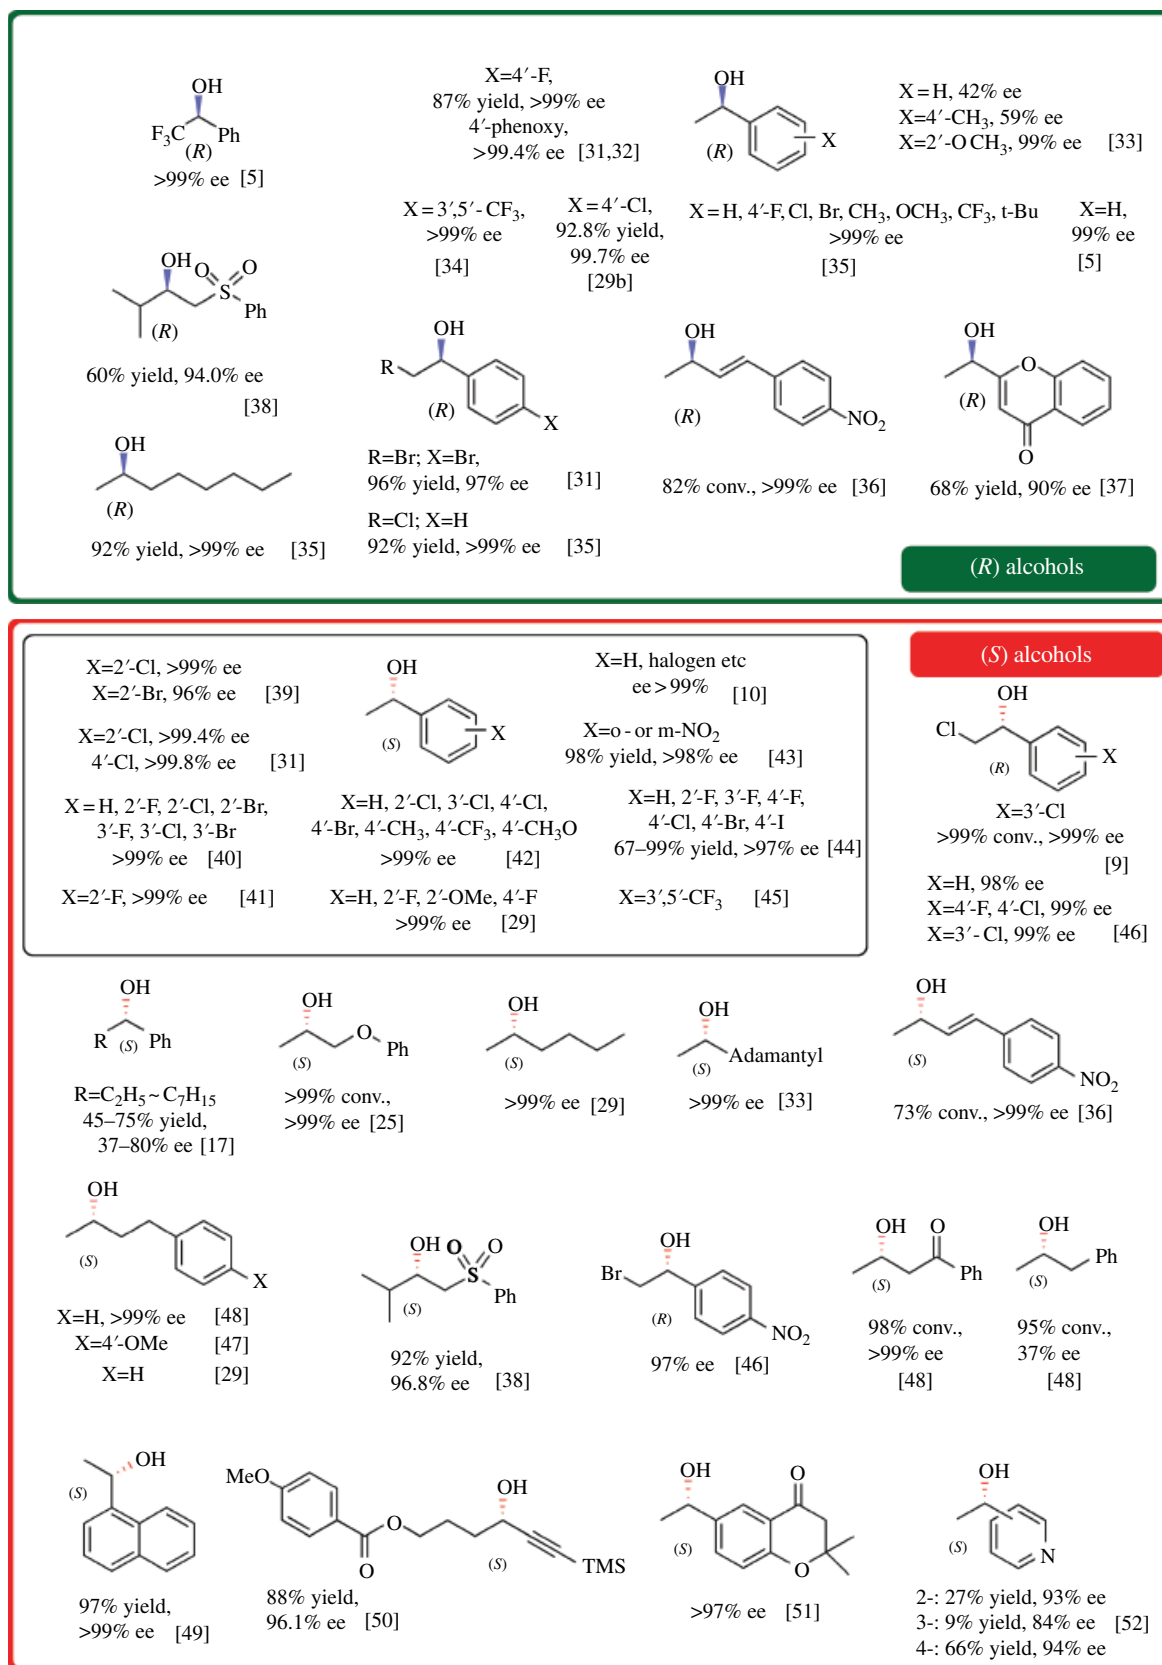 OH
F3C
Ph
(R)
>99% ee [5]
X=4′-F,
87% yield, >99% ee
4′-phenoxy,
>99.4% ee [31,32]
OH
X
(R)
X=H, 42% ee
X=4′-CH3, 59% ee
X=2′-OCH3, 99% ee [33]
X=3′,5′-CF3,
>99% ee
[34]
X=4′-Cl,
92.8% yield,
99.7% ee
[29b]
X=H, 4′-F, Cl, Br, CH3, OCH3, CF3, t-Bu
>99% ee
[35]
X=H,
99% ee
[5]
OH
O
O
S
Ph
(R)
60% yield, 94.0% ee
[38]
OH
R
(R)
X
R=Br; X=Br,
96% yield, 97% ee [31]
R=Cl; X=H
92% yield, >99% ee [35]
OH
(R)
NO2
82% conv., >99% ee [36]
OH
O
(R)
O
68% yield, 90% ee [37]
OH
(R)
92% yield, >99% ee [35]
(R) alcohols
(S) alcohols
X=2′-Cl, >99% ee
X=2′-Br, 96% ee [39]
X=2′-Cl, >99.4% ee
4′-Cl, >99.8% ee [31]
OH
(S)
X
X=H, halogen etc
ee>99% [10]
X=o- or m-NO2
98% yield, >98% ee [43]
X=H, 2′-F, 2′-Cl, 2′-Br,
3′-F, 3′-Cl, 3′-Br
>99% ee [40]
X=H, 2′-Cl, 3′-Cl, 4′-Cl,
4′-Br, 4′-CH3, 4′-CF3, 4′-CH3O
>99% ee [42]
X=H, 2′-F, 3′-F, 4′-F,
4′-Cl, 4′-Br, 4′-I
67–99% yield, >97% ee [44]
X=2′-F, >99% ee [41]
X=H, 2′-F, 2′-OMe, 4′-F
>99% ee [29]
X=3′,5′-CF3 [45]
OH
Cl
(R)
X
X=3′-Cl
>99% conv., >99% ee
[9]
X=H, 98% ee
X=4′-F, 4′-Cl, 99% ee
X=3′-Cl, 99% ee [46]
OH
R
(S)
Ph
R=C2H5~C7H15
45–75% yield,
37–80% ee [17]
OH
O
Ph
(S)
>99% conv.,
>99% ee [25]
OH
(S)
>99% ee [29]
OH
Adamantyl
(S)
>99% ee [33]
OH
(S)
NO2
73% conv., >99% ee [36]
OH
(S)
X
X=H, >99% ee [48]
X=4′-OMe [47]
X=H [29]
OH
O
O
S
Ph
(S)
92% yield,
96.8% ee [38]
OH
Br
(R)
NO2
97% ee [46]
OH
O
Ph
(S)
98% conv.,
>99% ee
[48]
OH
Ph
(S)
95% conv.,
37% ee
[48]
OH
(S)
97% yield,
>99% ee [49]
MeO
O
O
OH
(S)
TMS
88% yield,
96.1% ee [50]
OH
O
(S)
O
>97% ee [51]
OH
(S)
N
2-: 27% yield, 93% ee
3-: 9% yield, 84% ee [52]
4-: 66% yield, 94% ee